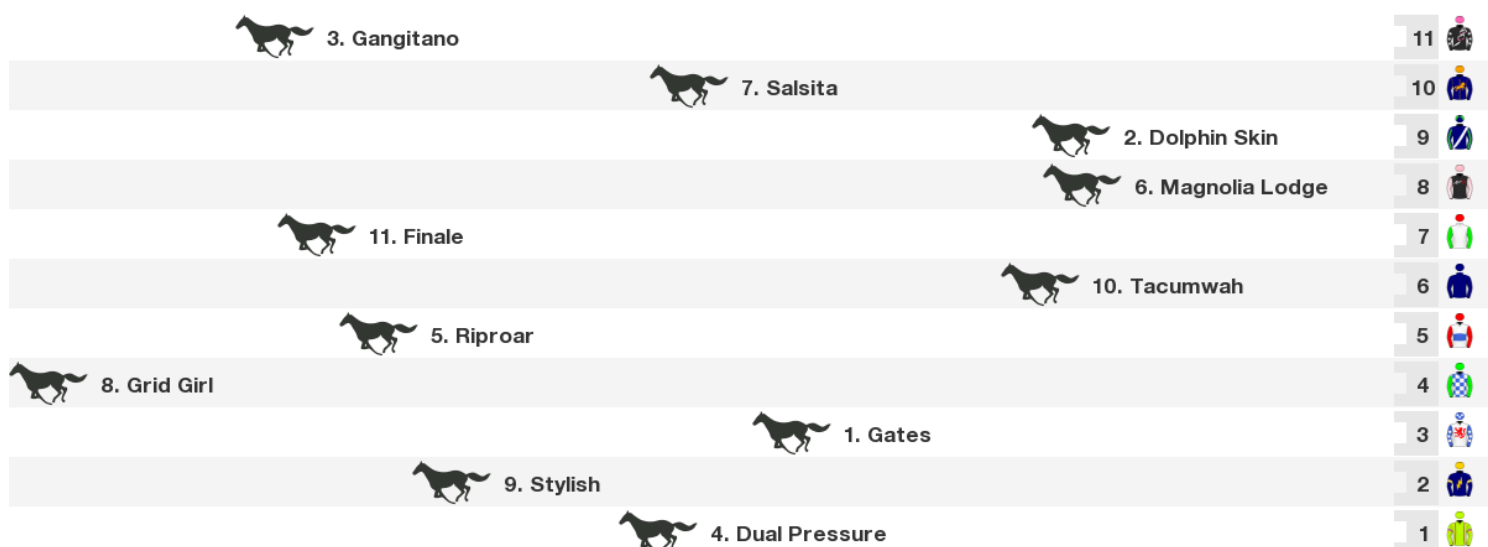 3. Gangitano 11
7. Salsita 10
2. Dolphin Skin 9
6. Magnolia Lodge 8
11. Finale 7
10. Tacumwah 6
5. Riproar 5
8. Grid Girl 4
1. Gates 3
9. Stylish 2
4. Dual Pressure 1